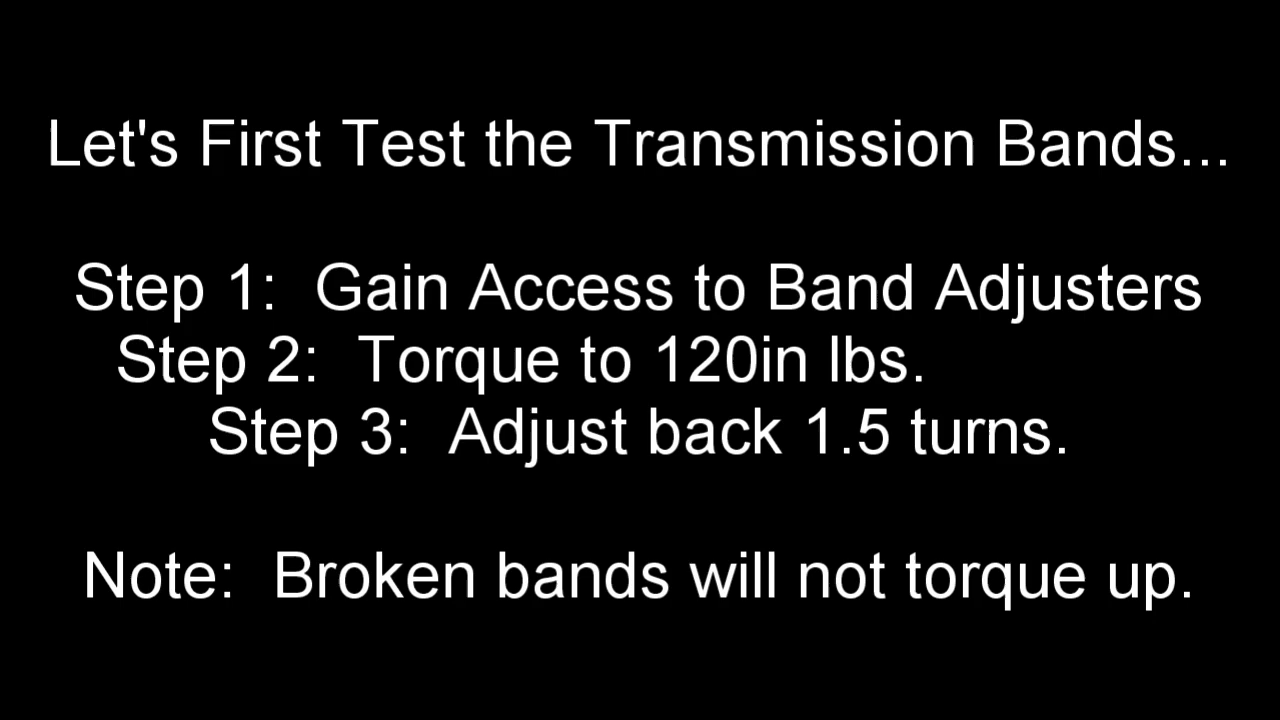 Let's First Test the Transmission Bands...
Step 1: Gain Access to Band Adjusters
Step 2: Torque to 120in lbs.
Step 3: Adjust back 1.5 turns.
Note: Broken bands will not torque up.